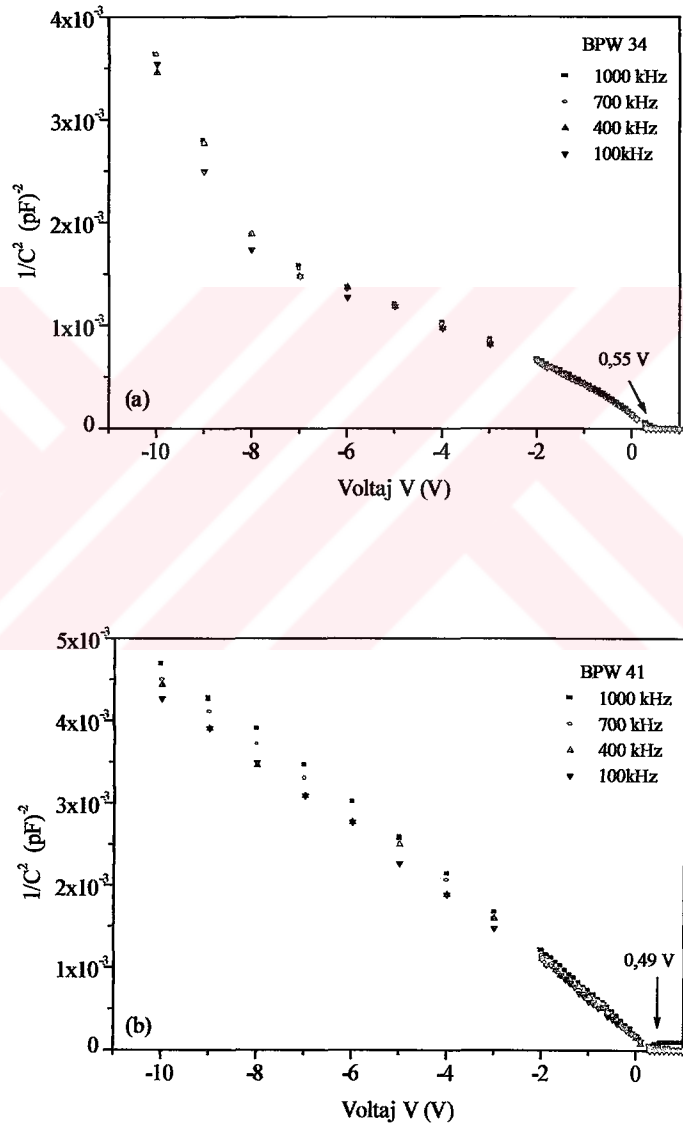 4x10⁻³
3x10⁻³
2x10⁻³
1x10⁻³
0
1/C² (pF)⁻²
BPW 34
1000 kHz
700 kHz
400 kHz
100kHz
0,55 V
(a)
-10 -8 -6 -4 -2 0
Voltaj V (V)
5x10⁻³
4x10⁻³
3x10⁻³
2x10⁻³
1x10⁻³
0
1/C² (pF)⁻²
BPW 41
1000 kHz
700 kHz
400 kHz
100kHz
0,49 V
(b)
-10 -8 -6 -4 -2 0
Voltaj V (V)